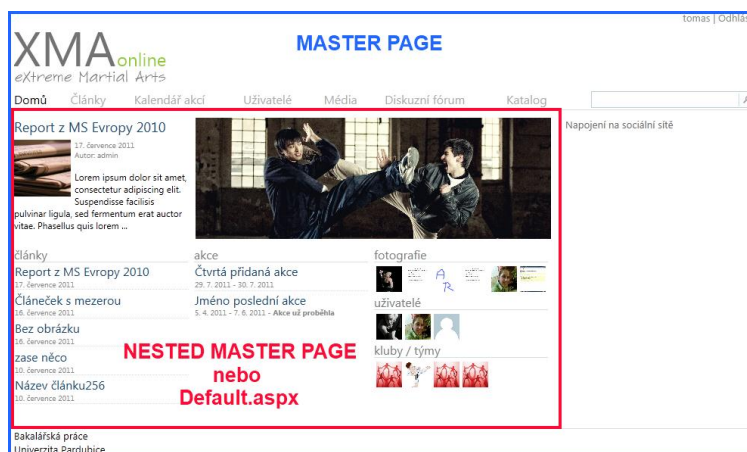 tomas | Odhlás
XMA online
MASTER PAGE
eXtreme Martial Arts
Domů Články Kalendář akcí Uživatelé Média Diskuzní fórum Katalog
Report z MS Evropy 2010
17. července 2011
Autor: admin
Lorem ipsum dolor sit amet,
consectetur adipiscing elit.
Suspendisse facilisis
pulvinar ligula, sed fermentum erat auctor
vitae. Phasellus quis lorem ...
Napojení na sociální sítě
články
Report z MS Evropy 2010
17. července 2011
Članeček s mezerou
16. července 2011
Bez obrázku
16. července 2011
zase něco
10. července 2011
Název článku256
10. července 2011
akce
Čtvrtá přidaná akce
29. 7. 2011 - 30. 7. 2011
Jméno poslední akce
5. 4. 2011 - 7. 6. 2011 - Akce už proběhla
fotografie
A
R
uživatelé
kluby / týmy
NESTED MASTER PAGE
nebo
Default.aspx
Bakalářská práce
Univerzita Pardubice